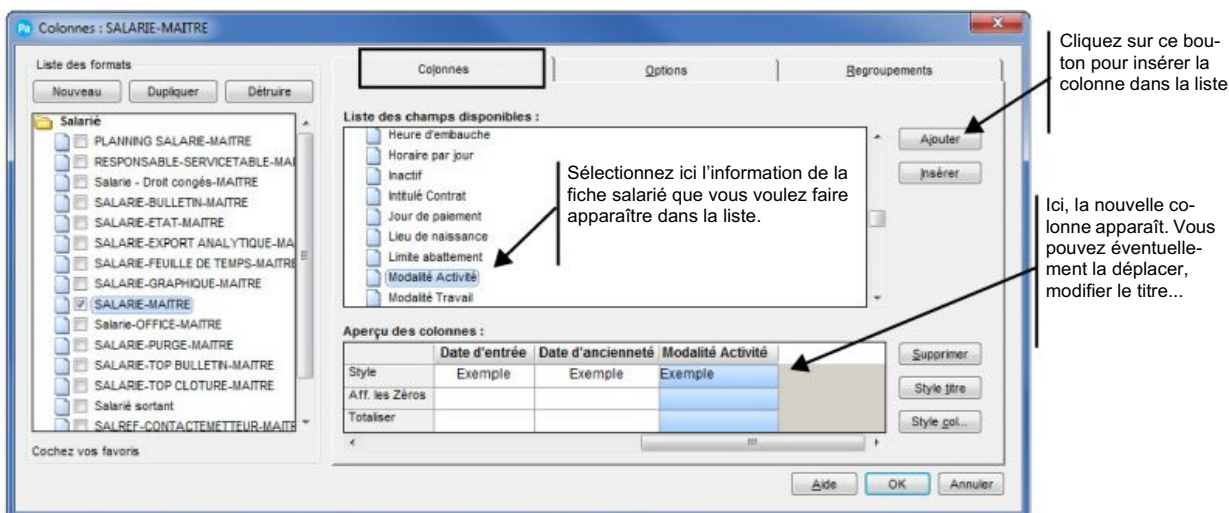 Pa Colonnes : SALARIE-MAITRE
Liste des formats
Nouveau Dupliquer Détruire
Salarié
PLANNING SALARIE-MAITRE
RESPONSABLE-SERVICETABLE-MAI
Salarie - Droit congés-MAITRE
SALARIE-BULLETIN-MAITRE
SALARIE-ETAT-MAITRE
SALARIE-EXPORT ANALYTIQUE-MA
SALARIE-FEUILLE DE TEMPS-MAITRE
SALARIE-GRAPHIQUE-MAITRE
SALARIE-MAITRE
Salarie-OFFICE-MAITRE
SALARIE-PURGE-MAITRE
SALARIE-TOP BULLETIN-MAITRE
SALARIE-TOP CLOTURE-MAITRE
Salarié sortant
SALREF-CONTACTEMETTEUR-MAITR
Cochez vos favoris
Colonnes Options Regroupements
Liste des champs disponibles :
Heure d'embauche
Horaire par jour
Inactif
Intitulé Contrat
Jour de paiement
Lieu de naissance
Limite abattement
Modalité Activité
Modalité Travail
Ajouter
Insérer
Sélectionnez ici l'information de la
fiche salarié que vous voulez faire
apparaître dans la liste.
Aperçu des colonnes :
Date d'entrée Date d'ancienneté Modalité Activité
Style Exemple Exemple Exemple
Aff. les Zéros
Totaliser
Supprimer
Style titre
Style col...
Aide OK Annuler
Cliquez sur ce bou-
ton pour insérer la
colonne dans la liste
Ici, la nouvelle co-
lonne apparaît. Vous
pouvez éventuelle-
ment la déplacer,
modifier le titre...